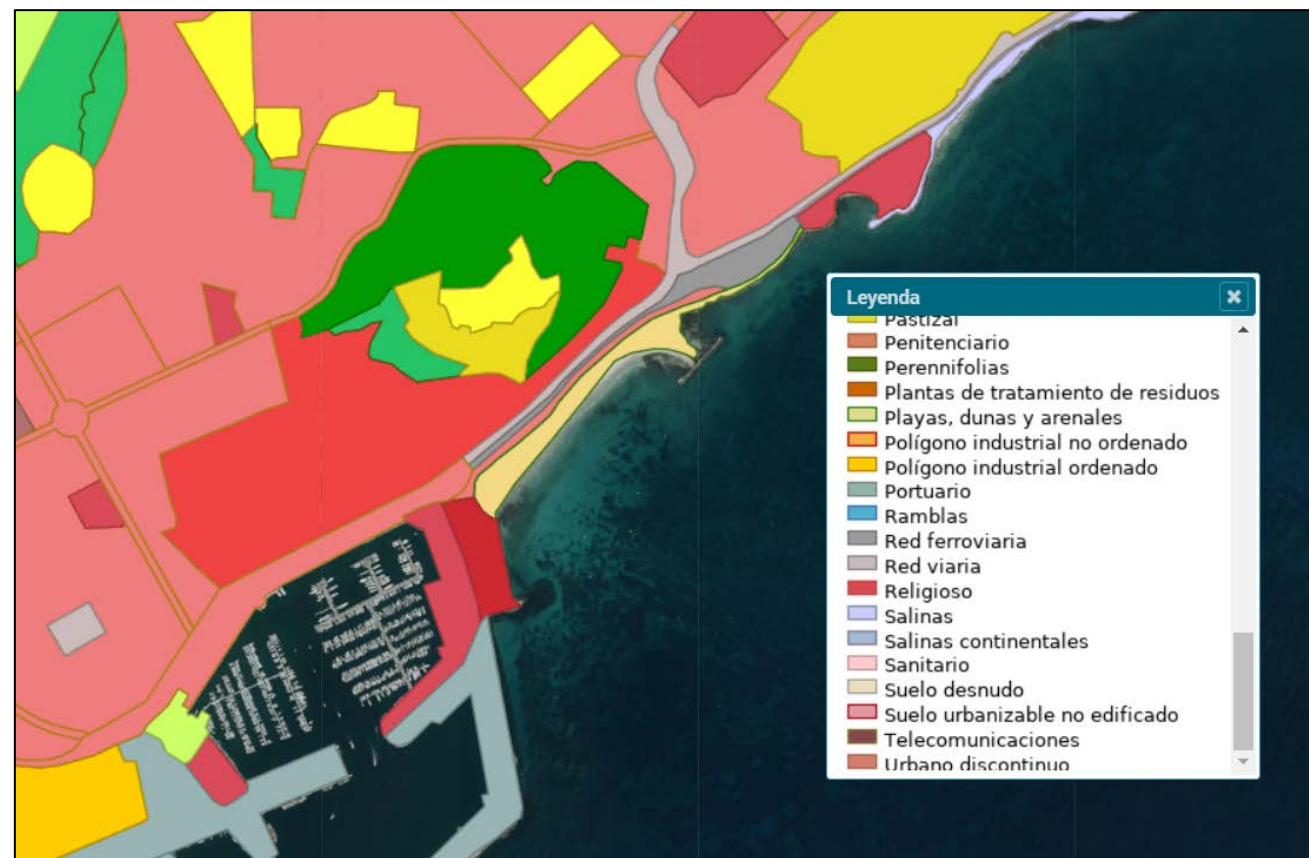 Leyenda
Pastizal
Penitenciario
Perennifolias
Plantas de tratamiento de residuos
Playas, dunas y arenales
Polígono industrial no ordenado
Polígono industrial ordenado
Portuario
Ramblas
Red ferroviaria
Red viaria
Religioso
Salinas
Salinas continentales
Sanitario
Suelo desnudo
Suelo urbanizable no edificado
Telecomunicaciones
Urbano discontinuo